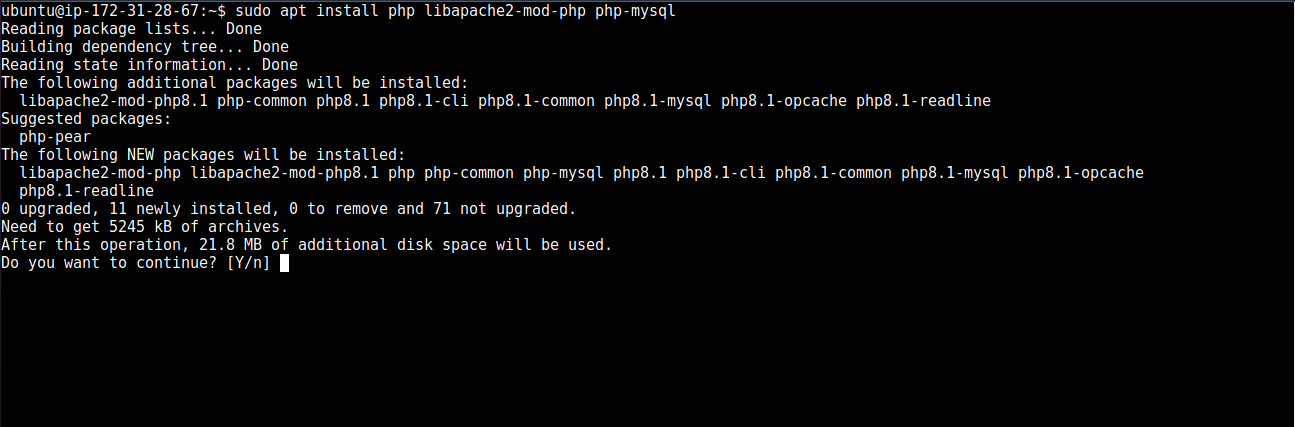 ubuntu@ip-172-31-28-67:~$ sudo apt install php libapache2-mod-php php-mysql
Reading package lists... Done
Building dependency tree... Done
Reading state information... Done
The following additional packages will be installed:
  libapache2-mod-php8.1 php-common php8.1 php8.1-cli php8.1-common php8.1-mysql php8.1-opcache php8.1-readline
Suggested packages:
  php-pear
The following NEW packages will be installed:
  libapache2-mod-php libapache2-mod-php8.1 php php-common php-mysql php8.1 php8.1-cli php8.1-common php8.1-mysql php8.1-opcache
  php8.1-readline
0 upgraded, 11 newly installed, 0 to remove and 71 not upgraded.
Need to get 5245 kB of archives.
After this operation, 21.8 MB of additional disk space will be used.
Do you want to continue? [Y/n]